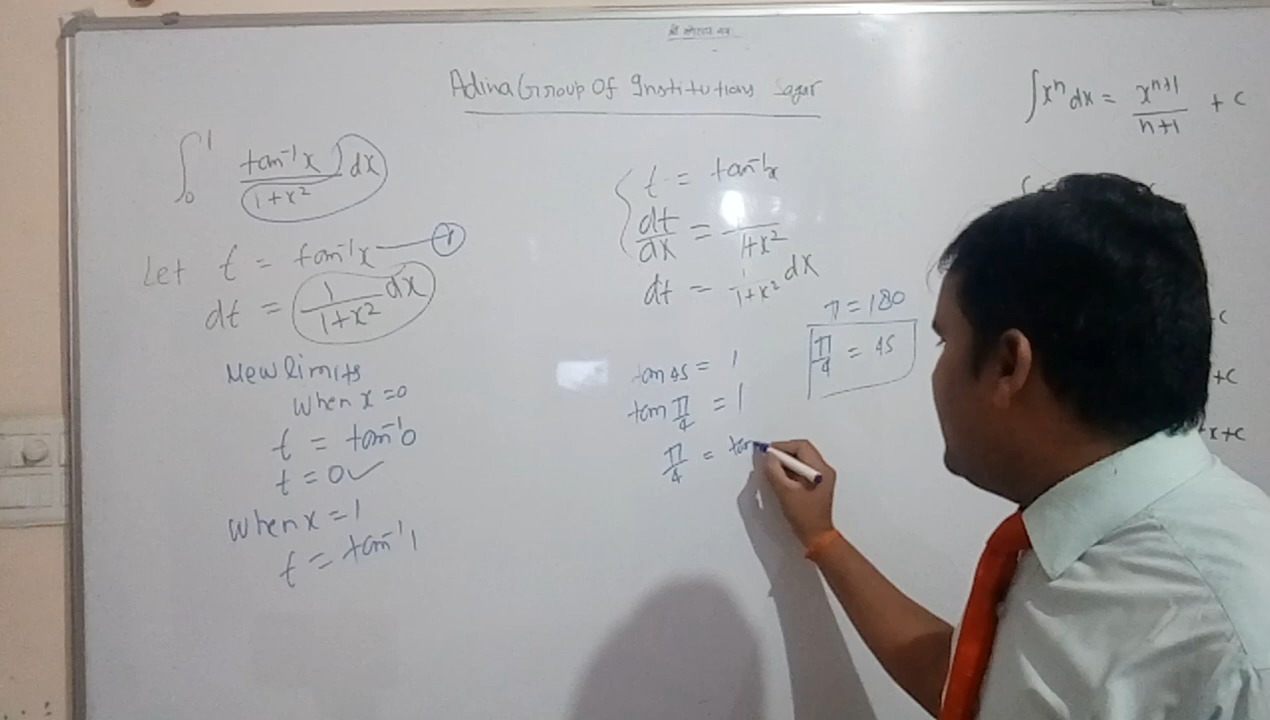 Adina Group Of Institutions Sagar
∫₀¹ tan⁻¹x / 1+x² dx
Let t = tan⁻¹x
dt = 1/1+x² dx
New limits
when x = 0
t = tan⁻¹0
t = 0 ✓
when x = 1
t = tan⁻¹1
t = tan⁻¹x
dt/dx = 1/1+x²
dt = 1/1+x² dx
π = 180
π/4 = 45
tan 45 = 1
tan π/4 = 1
π/4 = tan
∫xⁿ dx = xⁿ⁺¹/n+1 + c
+c
x+c